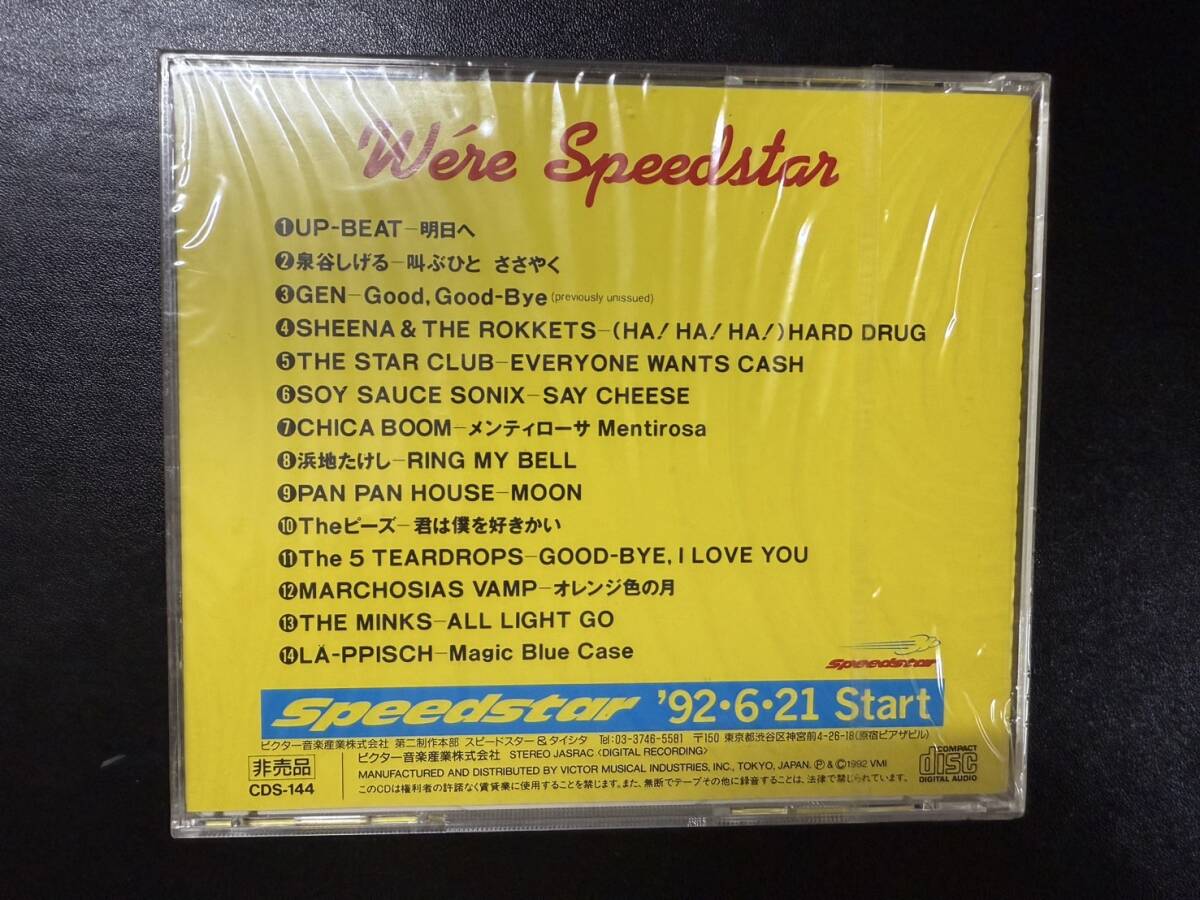 We're Speedstar
❶UP-BEAT－明日へ
❷泉谷しげる－叫ぶひと ささやく
❸GEN－Good, Good-Bye (previously unissued)
❹SHEENA & THE ROKKETS－(HA! HA! HA!) HARD DRUG
❺THE STAR CLUB－EVERYONE WANTS CASH
❻SOY SAUCE SONIX－SAY CHEESE
❼CHICA BOOM－メンティローサ Mentirosa
❽浜地たけし－RING MY BELL
❾PAN PAN HOUSE－MOON
❿Theピーズ－君は僕を好きかい
⓫The 5 TEARDROPS－GOOD-BYE, I LOVE YOU
⓬MARCHOSIAS VAMP－オレンジ色の月
⓭THE MINKS－ALL LIGHT GO
⓮LÄ-PPISCH－Magic Blue Case
Speedstar
Speedstar '92・6・21 Start
ビクター音楽産業株式会社 第二制作本部 スピードスター&タイシタ Tel:03-3746-5581 〒150 東京都渋谷区神宮前4-26-18(原宿ピアザビル)
非売品
CDS-144
ビクター音楽産業株式会社 STEREO JASRAC 〈DIGITAL RECORDING〉
MANUFACTURED AND DISTRIBUTED BY VICTOR MUSICAL INDUSTRIES, INC., TOKYO, JAPAN. Ⓟ & Ⓒ1992 VMI
このCDは権利者の許諾なく賃貸業に使用することを禁じます。また、無断でテープその他に録音することは、法律で禁じられています。
COMPACT
disc
DIGITAL AUDIO